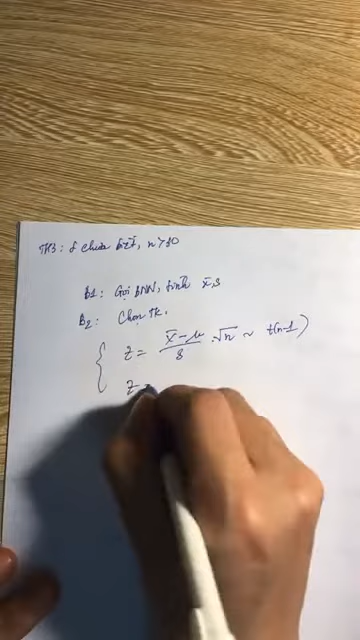 TH3: δ chưa biết, n>30
B1: Gọi BNN, tính x̄, s
B2: Chọn TK.
Z = (x̄ - μ)/s . √n ~ t(n-1)
Z =